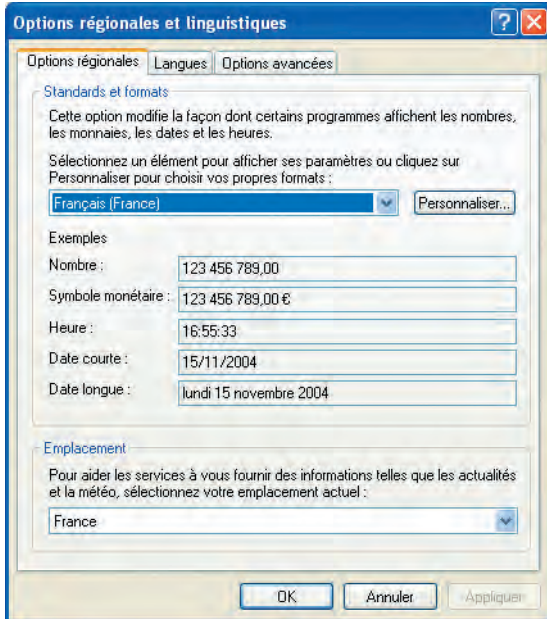 Options régionales et linguistiques
Options régionales Langues Options avancées
Standards et formats
Cette option modifie la façon dont certains programmes affichent les nombres,
les monnaies, les dates et les heures.
Sélectionnez un élément pour afficher ses paramètres ou cliquez sur
Personnaliser pour choisir vos propres formats :
Français (France) Personnaliser...
Exemples
Nombre : 123 456 789,00
Symbole monétaire : 123 456 789,00 €
Heure : 16:55:33
Date courte : 15/11/2004
Date longue : lundi 15 novembre 2004
Emplacement
Pour aider les services à vous fournir des informations telles que les actualités
et la météo, sélectionnez votre emplacement actuel :
France
OK Annuler Appliquer